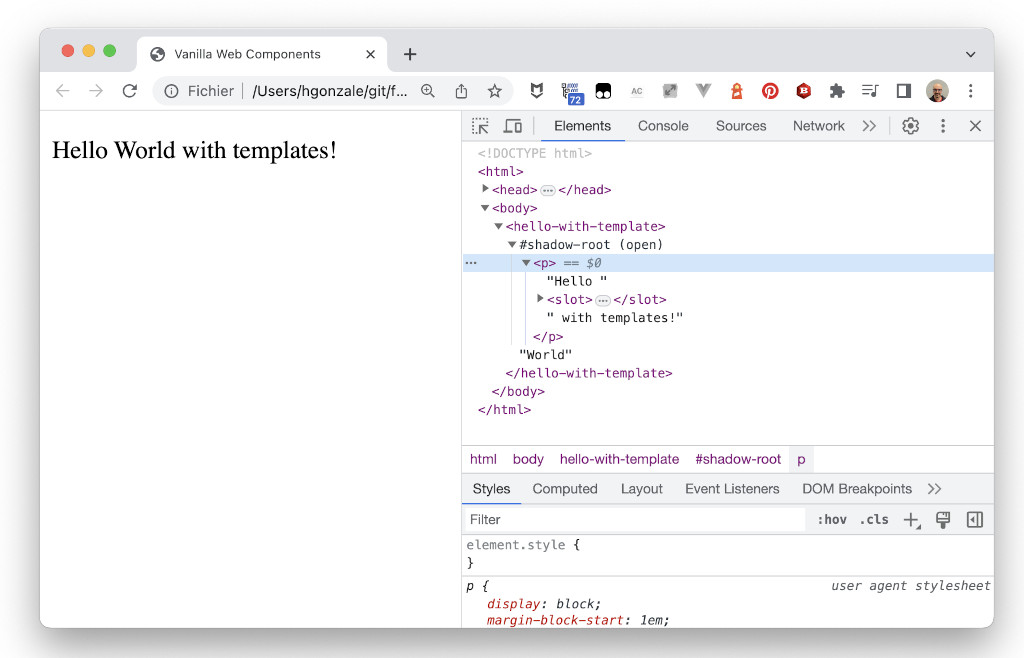 Vanilla Web Components
Fichier /Users/hgonzale/git/f...
72
AC
Elements Console Sources Network
Hello World with templates!
<!DOCTYPE html>
<html>
<head>…</head>
<body>
<hello-with-template>
#shadow-root (open)
... <p> == $0
"Hello "
<slot>…</slot>
" with templates!"
</p>
"World"
</hello-with-template>
</body>
</html>
html body hello-with-template #shadow-root p
Styles Computed Layout Event Listeners DOM Breakpoints
Filter :hov .cls
element.style {
}
p { user agent stylesheet
display: block;
margin-block-start: 1em;